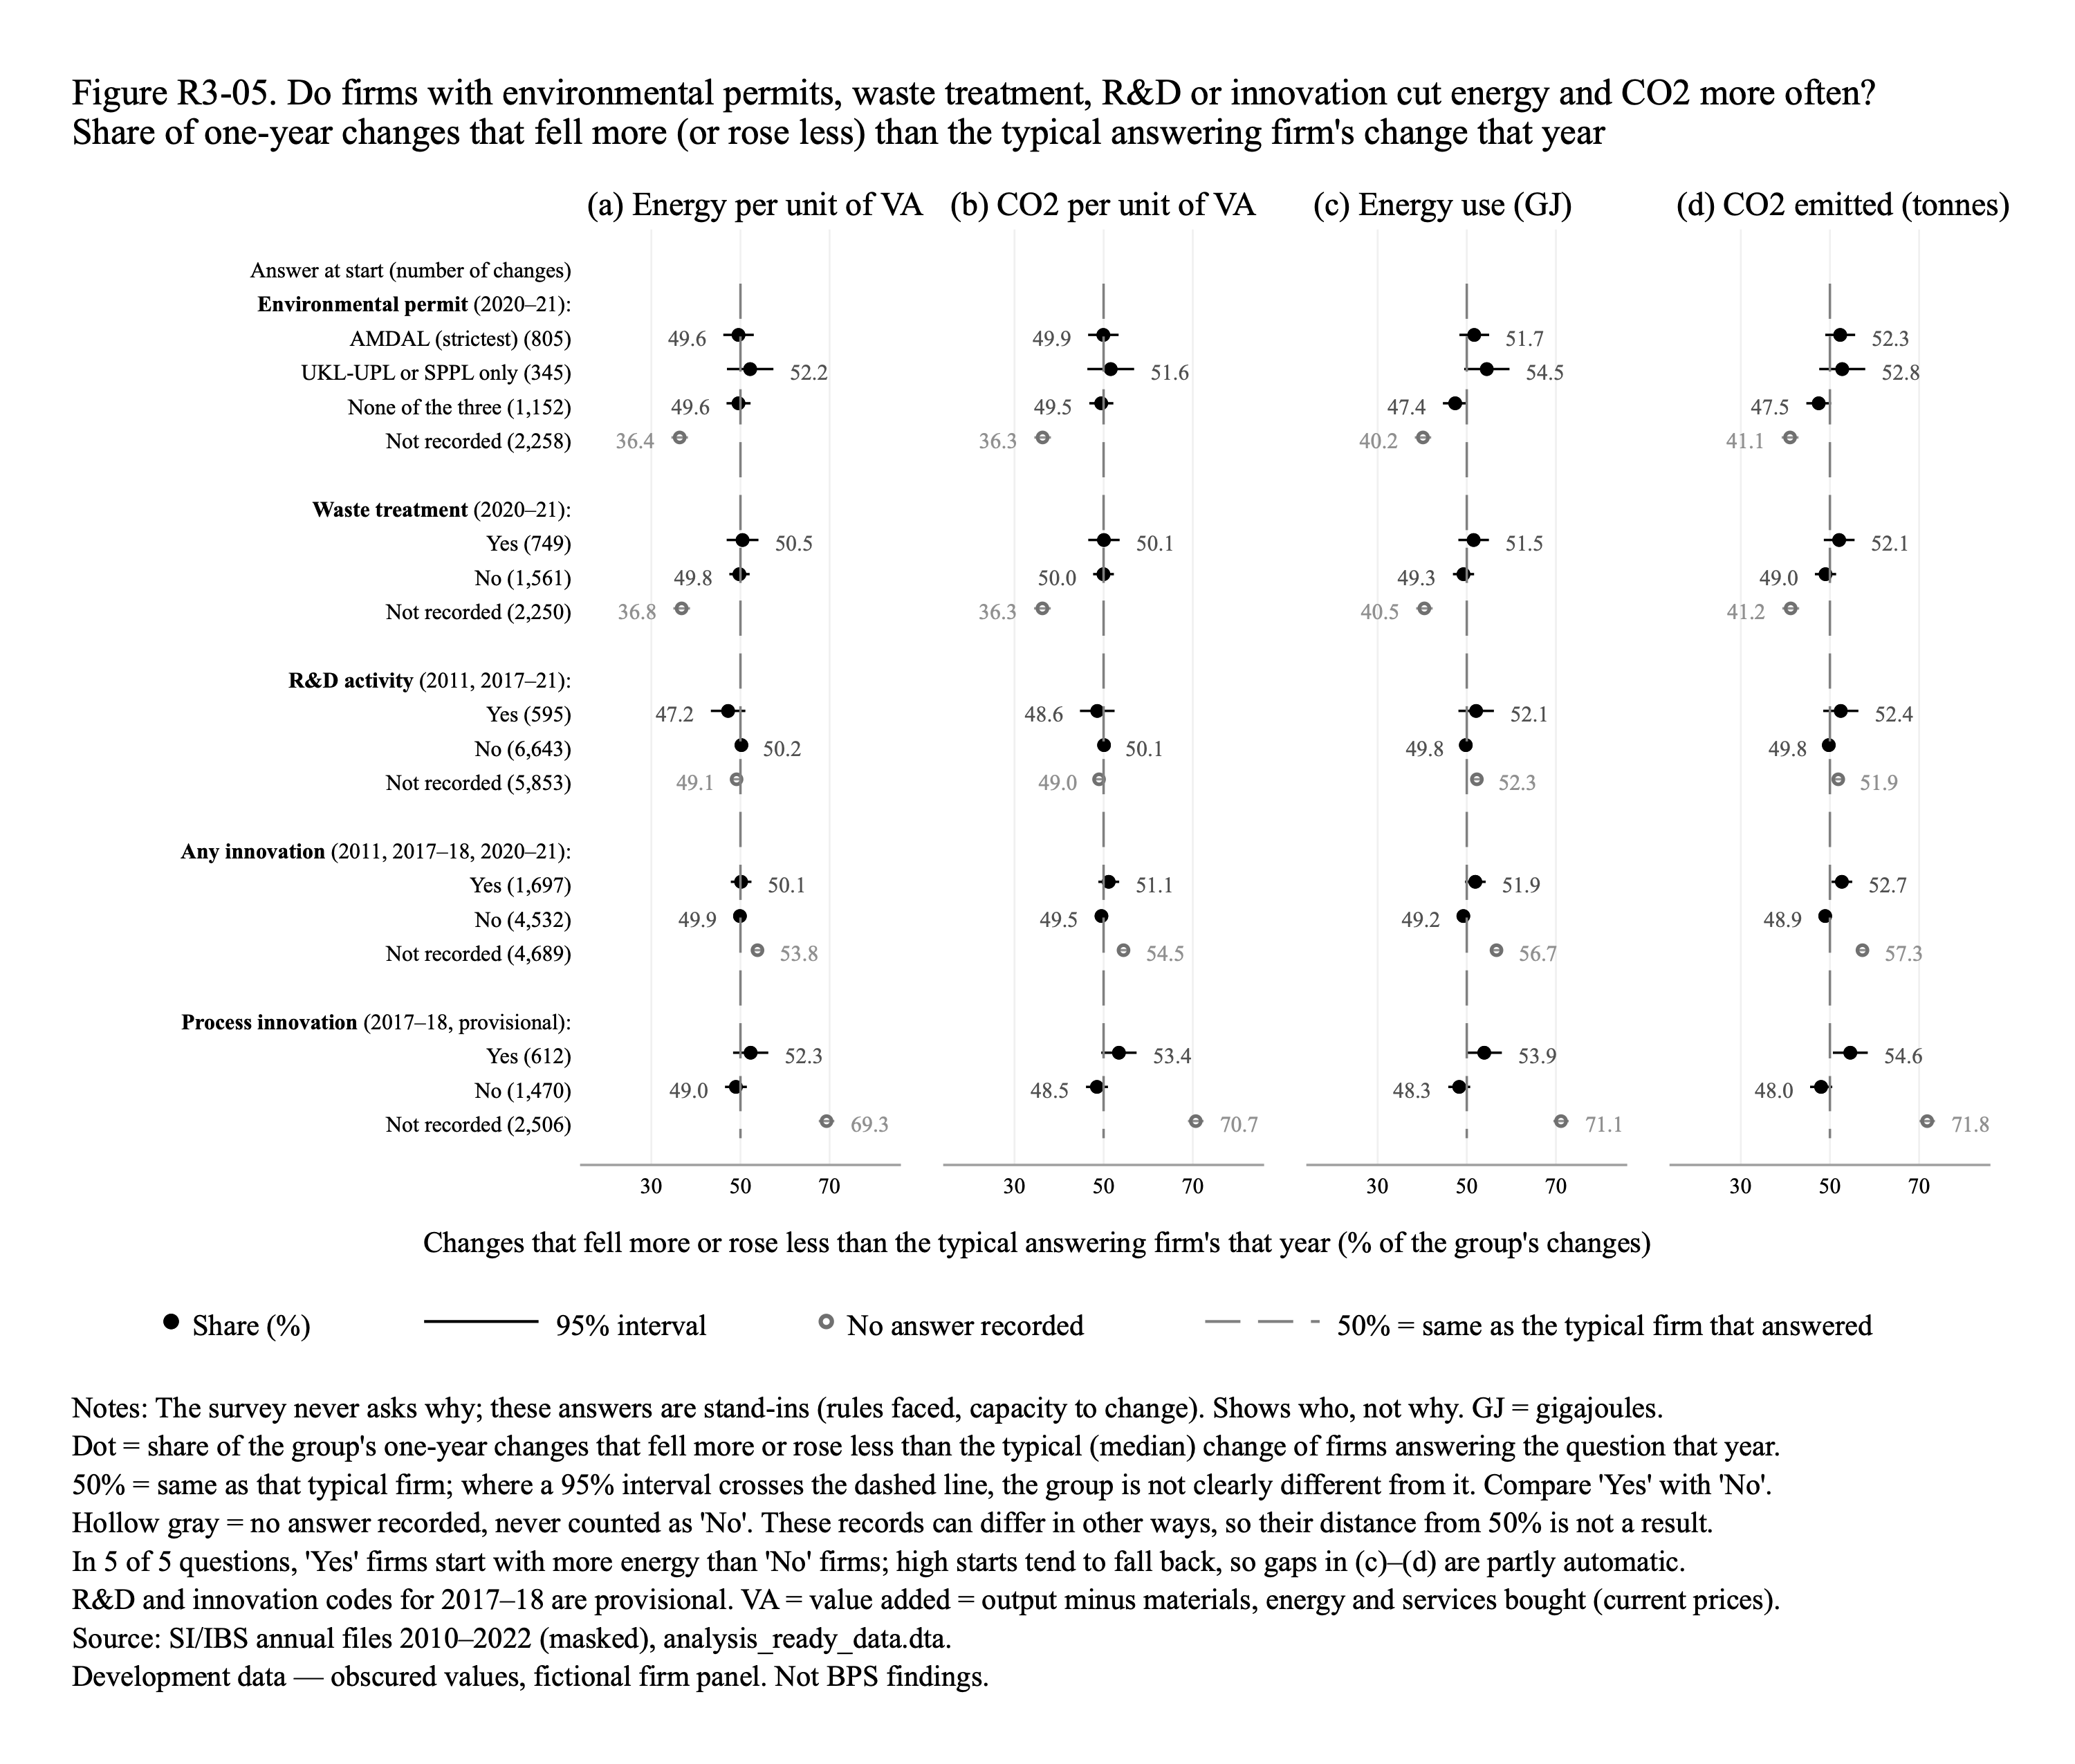 Figure R3-05. Do firms with environmental permits, waste treatment, R&D or innovation cut energy and CO2 more often?
Share of one-year changes that fell more (or rose less) than the typical answering firm's change that year
(a) Energy per unit of VA (b) CO2 per unit of VA (c) Energy use (GJ) (d) CO2 emitted (tonnes)
Answer at start (number of changes)
Environmental permit (2020–21):
AMDAL (strictest) (805) 49.6 49.9 51.7 52.3
UKL-UPL or SPPL only (345) 52.2 51.6 54.5 52.8
None of the three (1,152) 49.6 49.5 47.4 47.5
Not recorded (2,258) 36.4 36.3 40.2 41.1
Waste treatment (2020–21):
Yes (749) 50.5 50.1 51.5 52.1
No (1,561) 49.8 50.0 49.3 49.0
Not recorded (2,250) 36.8 36.3 40.5 41.2
R&D activity (2011, 2017–21):
Yes (595) 47.2 48.6 52.1 52.4
No (6,643) 50.2 50.1 49.8 49.8
Not recorded (5,853) 49.1 49.0 52.3 51.9
Any innovation (2011, 2017–18, 2020–21):
Yes (1,697) 50.1 51.1 51.9 52.7
No (4,532) 49.9 49.5 49.2 48.9
Not recorded (4,689) 53.8 54.5 56.7 57.3
Process innovation (2017–18, provisional):
Yes (612) 52.3 53.4 53.9 54.6
No (1,470) 49.0 48.5 48.3 48.0
Not recorded (2,506) 69.3 70.7 71.1 71.8
30 50 70 30 50 70 30 50 70 30 50 70
Changes that fell more or rose less than the typical answering firm's that year (% of the group's changes)
Share (%) 95% interval No answer recorded 50% = same as the typical firm that answered
Notes: The survey never asks why; these answers are stand-ins (rules faced, capacity to change). Shows who, not why. GJ = gigajoules.
Dot = share of the group's one-year changes that fell more or rose less than the typical (median) change of firms answering the question that year.
50% = same as that typical firm; where a 95% interval crosses the dashed line, the group is not clearly different from it. Compare 'Yes' with 'No'.
Hollow gray = no answer recorded, never counted as 'No'. These records can differ in other ways, so their distance from 50% is not a result.
In 5 of 5 questions, 'Yes' firms start with more energy than 'No' firms; high starts tend to fall back, so gaps in (c)–(d) are partly automatic.
R&D and innovation codes for 2017–18 are provisional. VA = value added = output minus materials, energy and services bought (current prices).
Source: SI/IBS annual files 2010–2022 (masked), analysis_ready_data.dta.
Development data — obscured values, fictional firm panel. Not BPS findings.